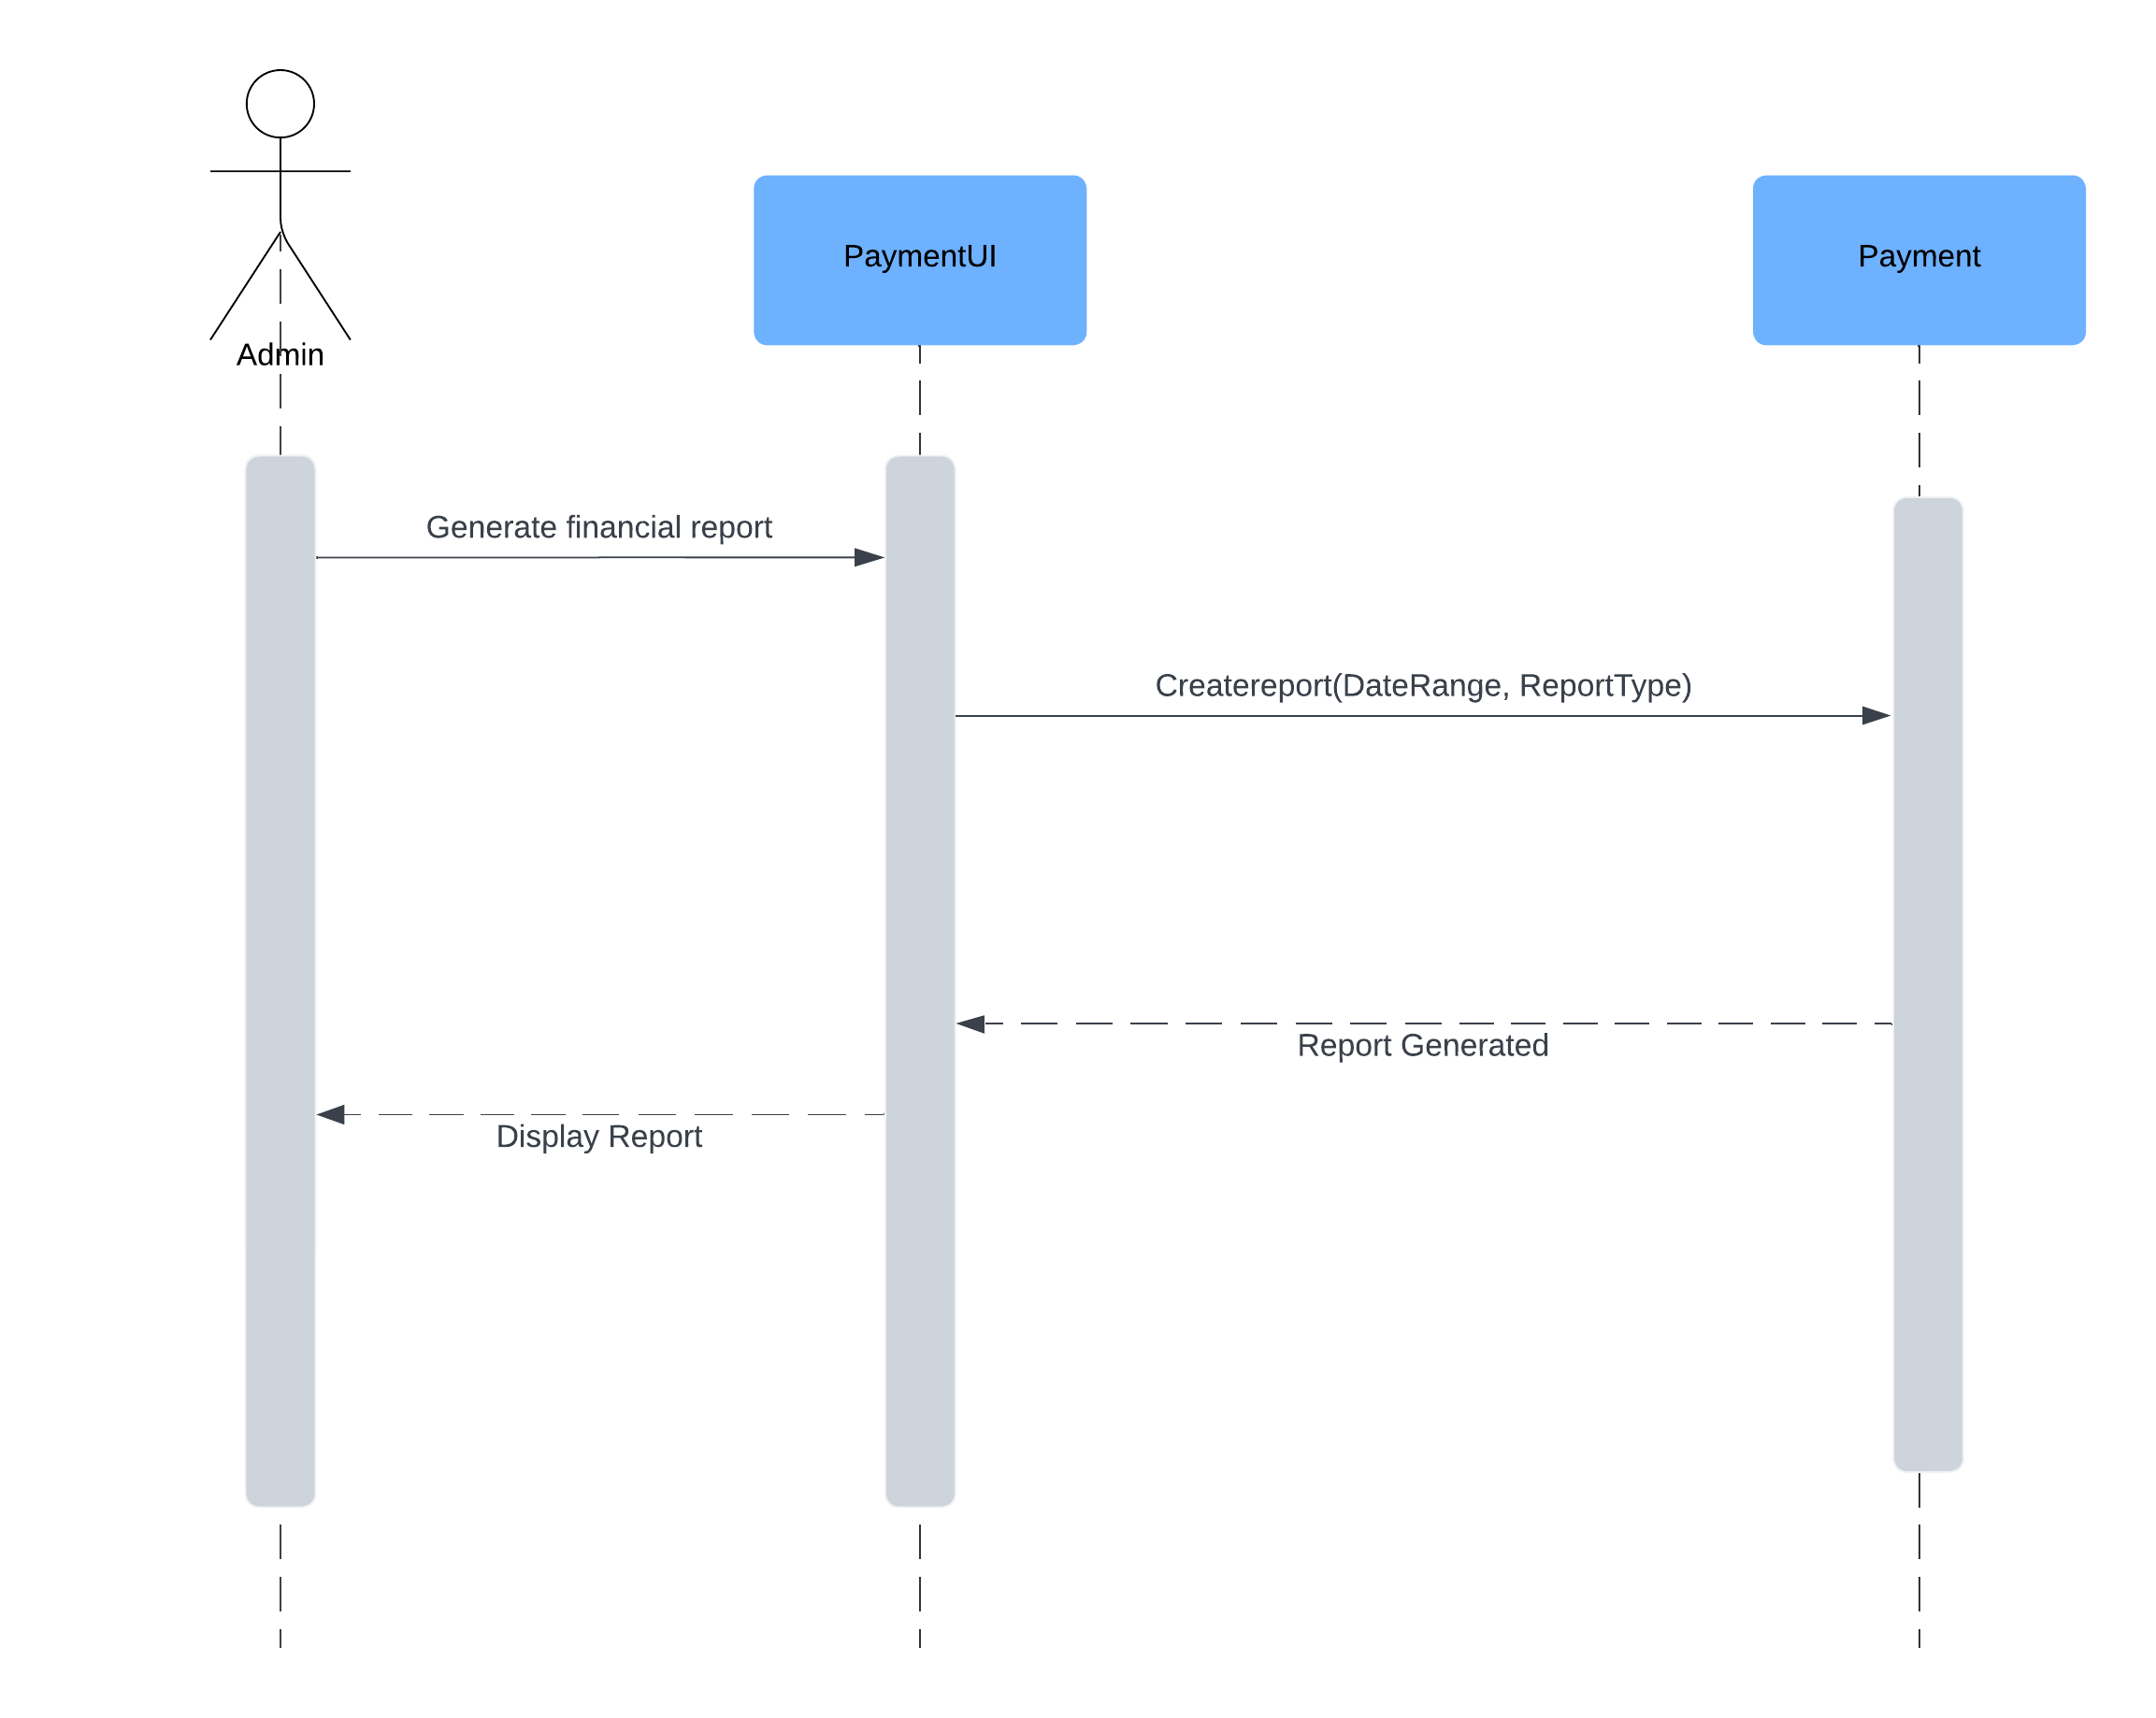 PaymentUI
Payment
Admin
Generate financial report
Createreport(DateRange, ReportType)
Report Generated
Display Report